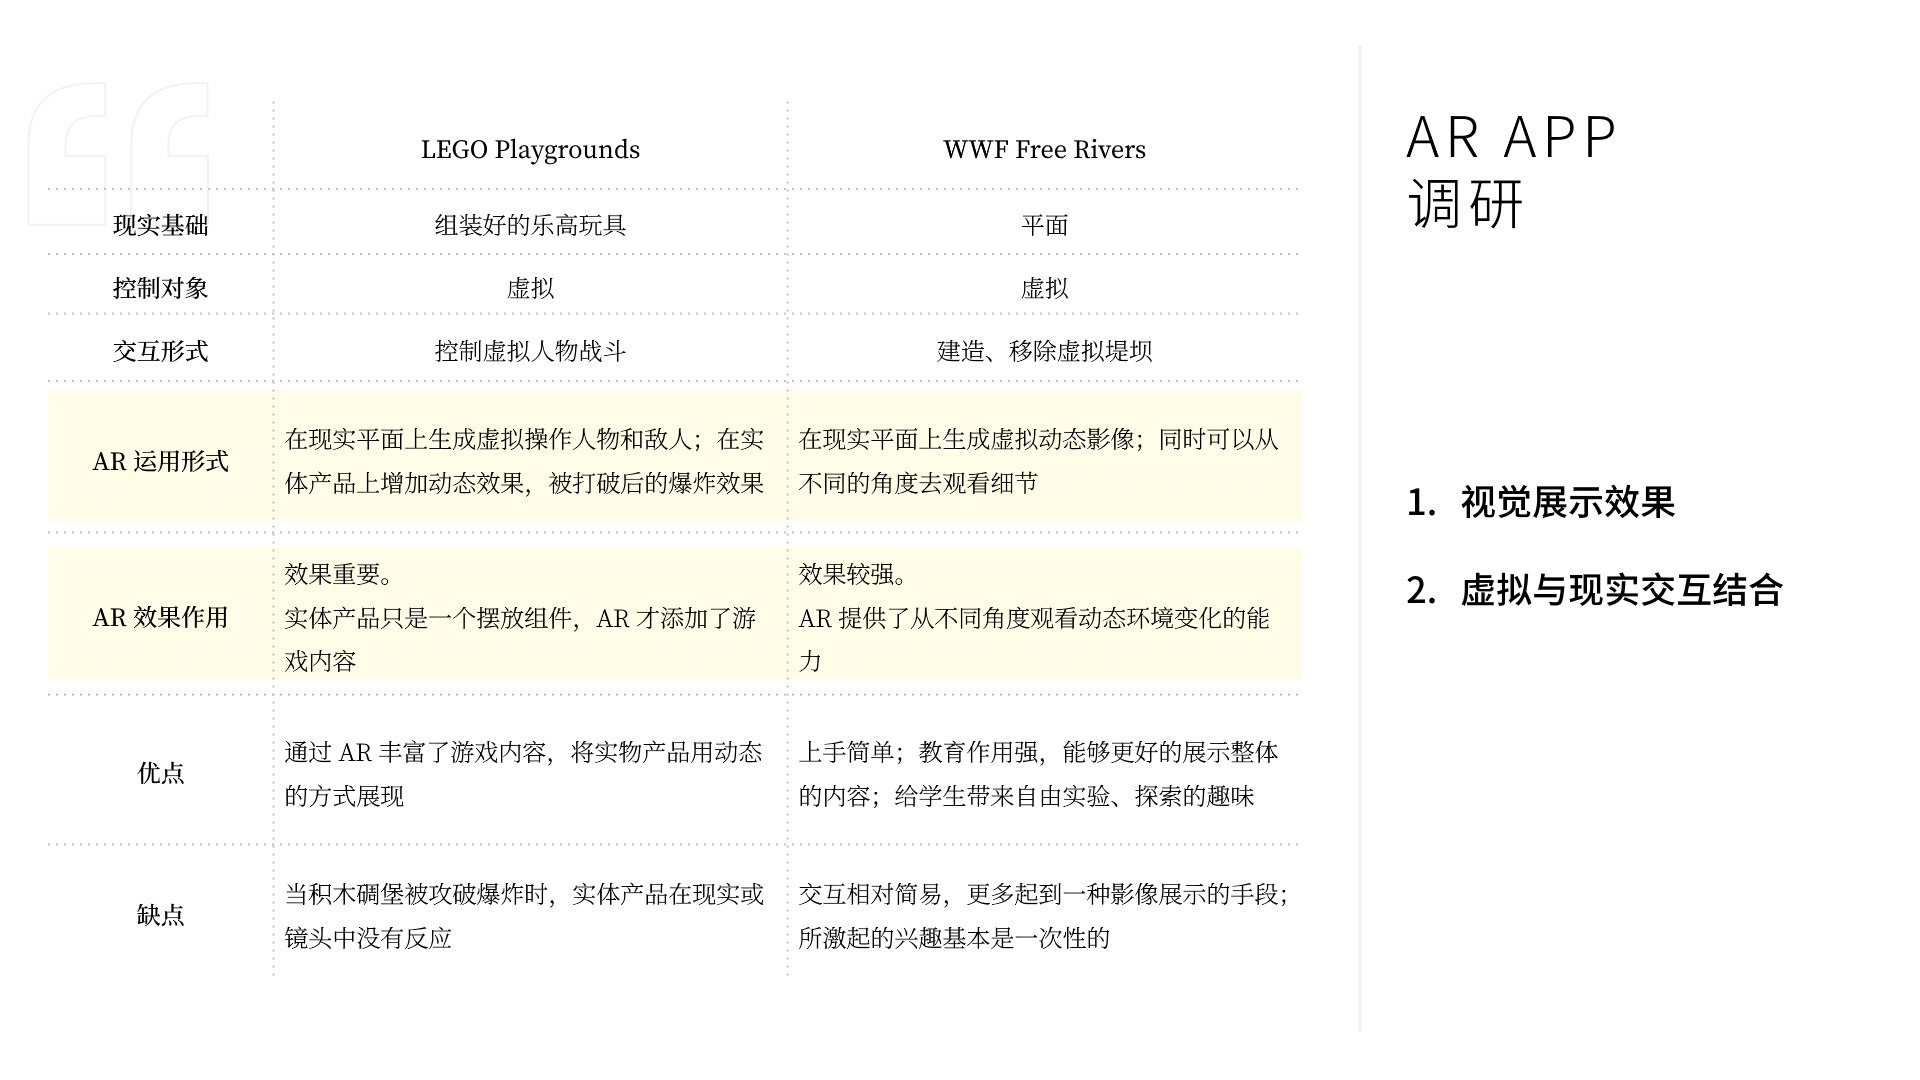 LEGO Playgrounds
WWF Free Rivers
现实基础
组装好的乐高玩具
平面
控制对象
虚拟
虚拟
交互形式
控制虚拟人物战斗
建造、移除虚拟堤坝
AR 运用形式
在现实平面上生成虚拟操作人物和敌人；在实
体产品上增加动态效果，被打破后的爆炸效果
在现实平面上生成虚拟动态影像；同时可以从
不同的角度去观看细节
AR 效果作用
效果重要。
实体产品只是一个摆放组件，AR 才添加了游
戏内容
效果较强。
AR 提供了从不同角度观看动态环境变化的能
力
优点
通过 AR 丰富了游戏内容，将实物产品用动态
的方式展现
上手简单；教育作用强，能够更好的展示整体
的内容；给学生带来自由实验、探索的趣味
缺点
当积木碉堡被攻破爆炸时，实体产品在现实或
镜头中没有反应
交互相对简易，更多起到一种影像展示的手段；
所激起的兴趣基本是一次性的
AR APP
调研
1. 视觉展示效果
2. 虚拟与现实交互结合